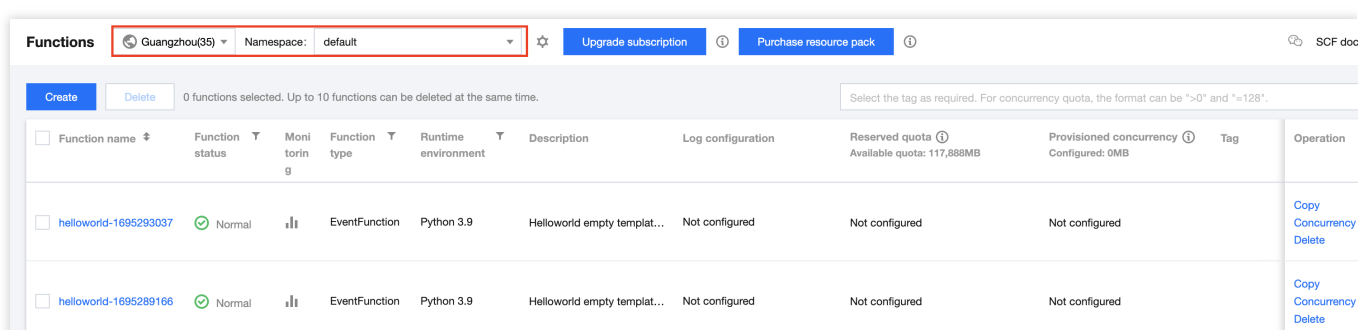 Functions Guangzhou(35) Namespace: default Upgrade subscription Purchase resource pack SCF doc
Create Delete 0 functions selected. Up to 10 functions can be deleted at the same time. Select the tag as required. For concurrency quota, the format can be ">0" and "=128".
Function name Function status Moni torin g Function type Runtime environment Description Log configuration Reserved quota Available quota: 117,888MB Provisioned concurrency Configured: 0MB Tag Operation
helloworld-1695293037 Normal EventFunction Python 3.9 Helloworld empty templat... Not configured Not configured Not configured Copy
Concurrency
Delete
helloworld-1695289166 Normal EventFunction Python 3.9 Helloworld empty templat... Not configured Not configured Not configured Copy
Concurrency
Delete